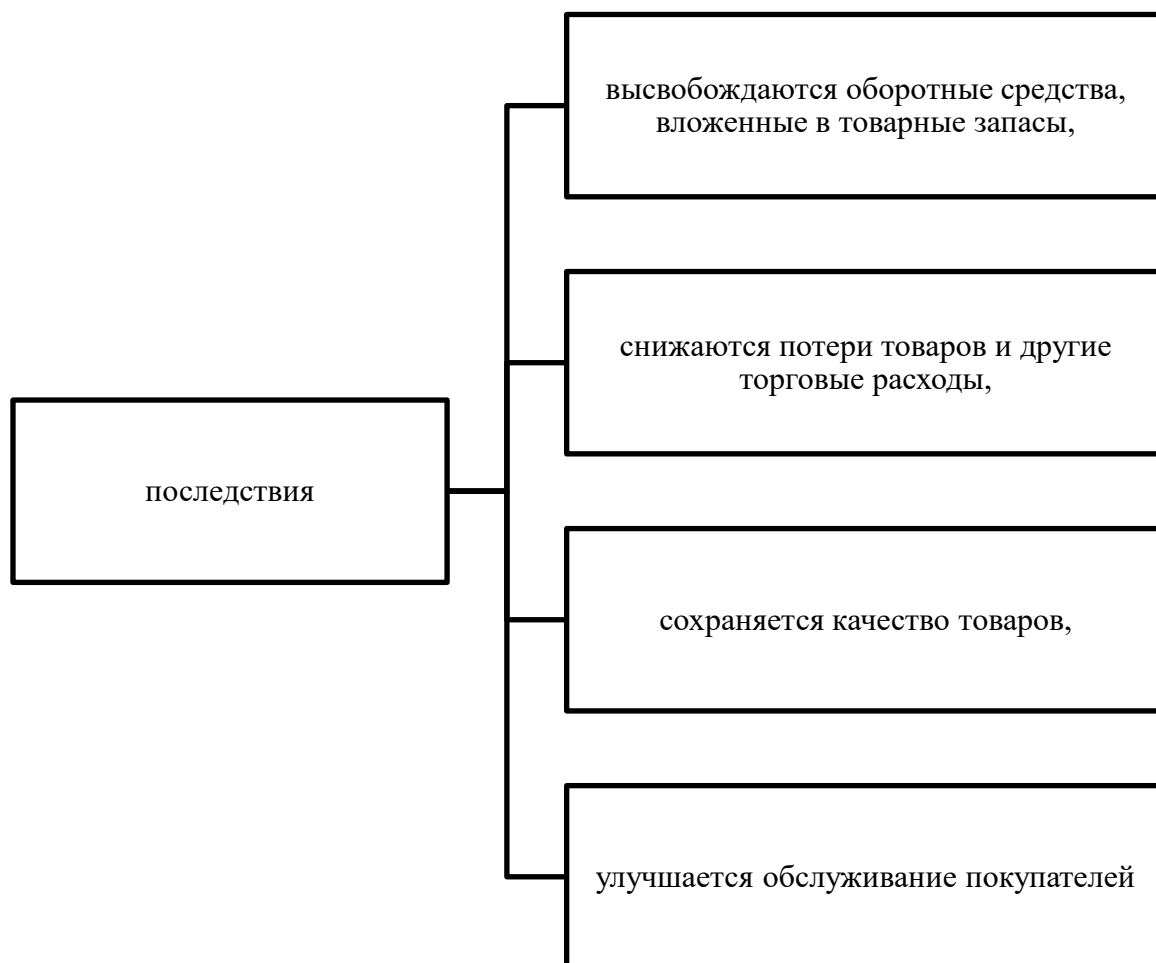 высвобождаются оборотные средства,
вложенные в товарные запасы,
снижаются потери товаров и другие
торговые расходы,
последствия
сохраняется качество товаров,
улучшается обслуживание покупателей